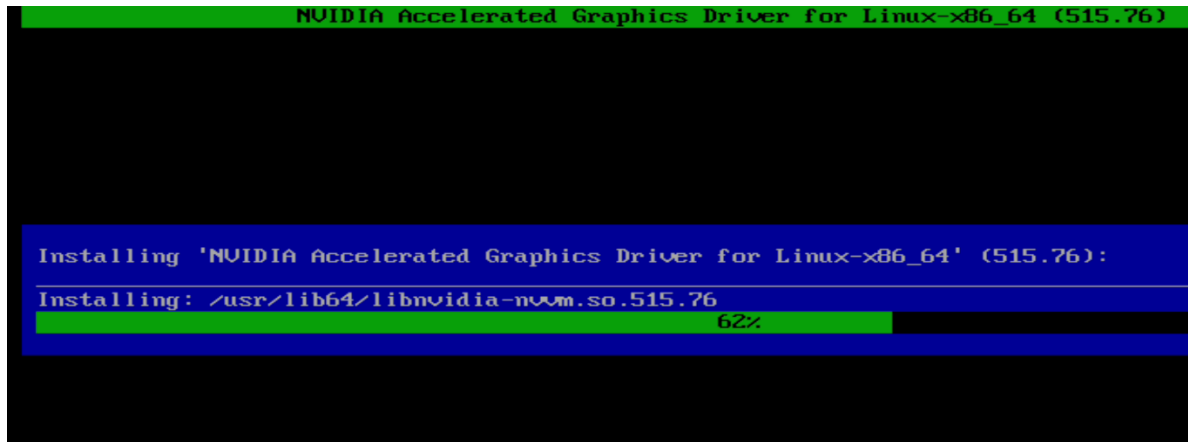 NVIDIA Accelerated Graphics Driver for Linux-x86_64 (515.76)
Installing 'NVIDIA Accelerated Graphics Driver for Linux-x86_64' (515.76):
Installing: /usr/lib64/libnvidia-nvvm.so.515.76
62%